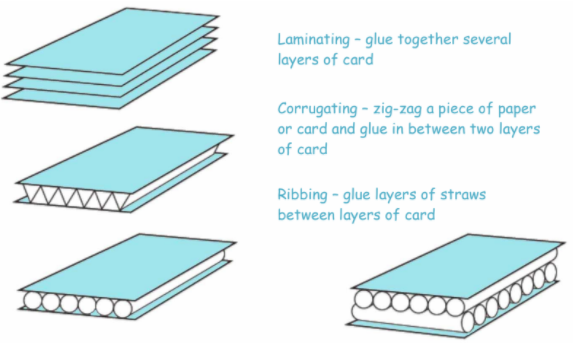 Laminating – glue together several
layers of card
Corrugating – zig-zag a piece of paper
or card and glue in between two layers
of card
Ribbing – glue layers of straws
between layers of card